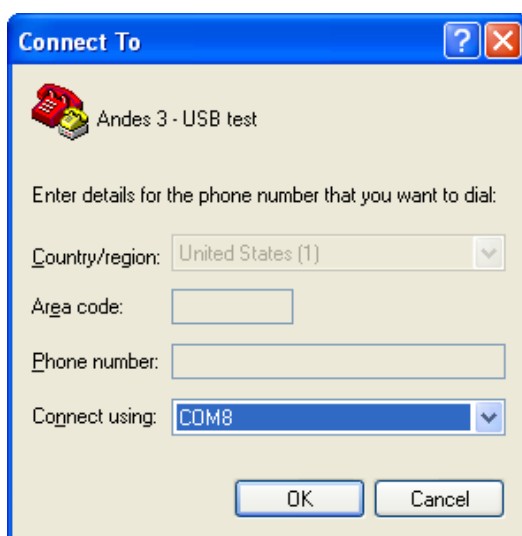 Connect To
Andes 3 - USB test
Enter details for the phone number that you want to dial:
Country/region: United States (1)
Area code:
Phone number:
Connect using: COM8
OK Cancel